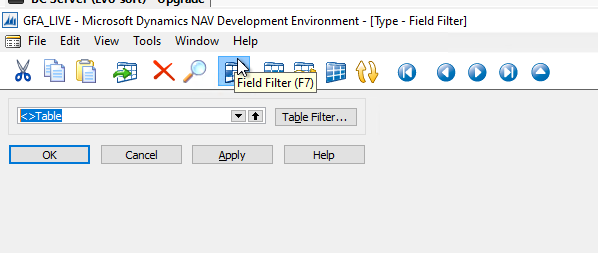 BC Server (Evo-soft) - Upgrade
GFA_LIVE - Microsoft Dynamics NAV Development Environment - [Type - Field Filter]
File Edit View Tools Window Help
Field Filter (F7)
<>Table
Table Filter...
OK Cancel Apply Help